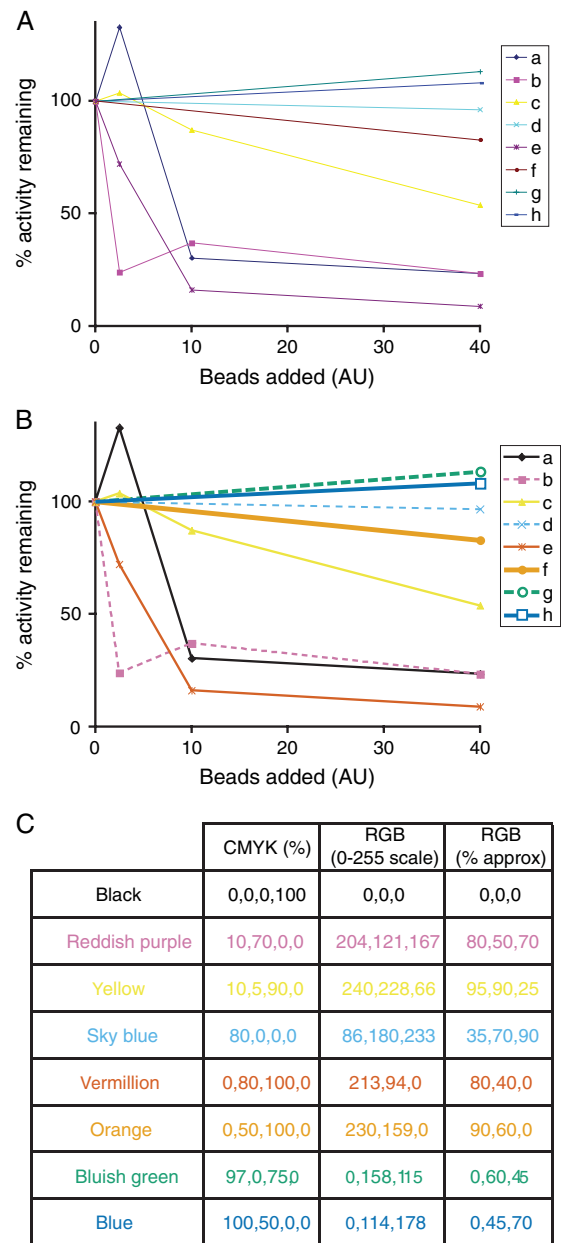 A
% activity remaining
100
50
0
0 10 20 30 40
Beads added (AU)
a
b
c
d
e
f
g
h
B
% activity remaining
100
50
0
0 10 20 30 40
Beads added (AU)
a
b
c
d
e
f
g
h
C
CMYK (%) RGB (0-255 scale) RGB (% approx)
Black 0,0,0,100 0,0,0 0,0,0
Reddish purple 10,70,0,0 204,121,167 80,50,70
Yellow 10,5,90,0 240,228,66 95,90,25
Sky blue 80,0,0,0 86,180,233 35,70,90
Vermillion 0,80,100,0 213,94,0 80,40,0
Orange 0,50,100,0 230,159,0 90,60,0
Bluish green 97,0,75,0 0,158,115 0,60,45
Blue 100,50,0,0 0,114,178 0,45,70